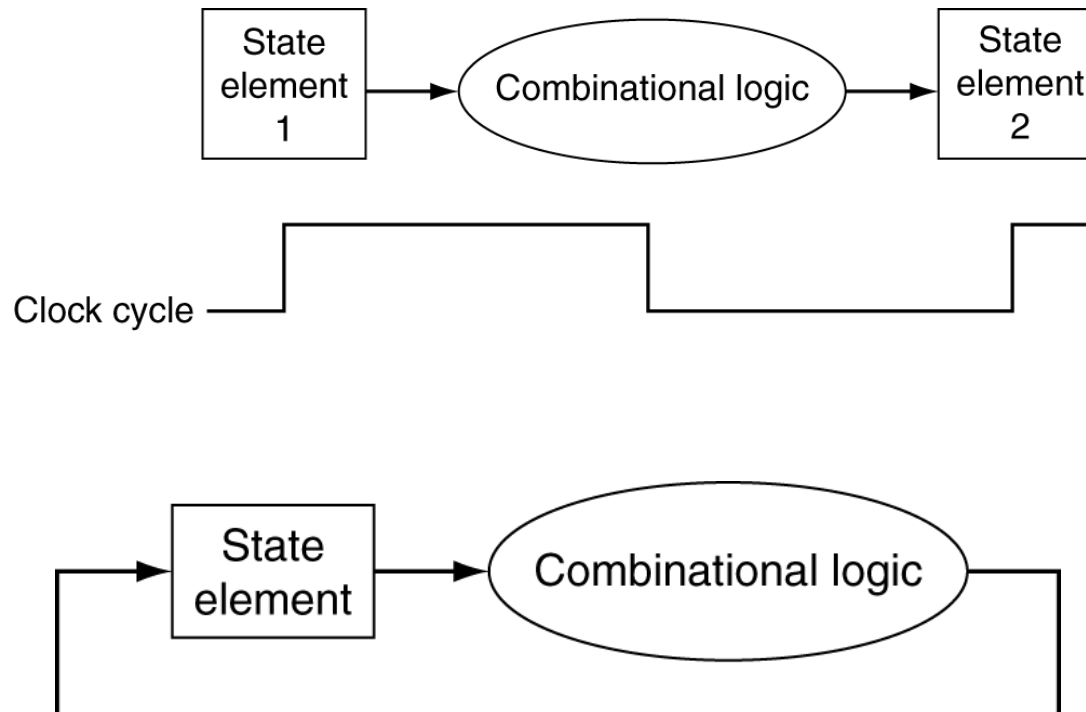 State
element
1
Combinational logic
State
element
2
Clock cycle
State
element
Combinational logic